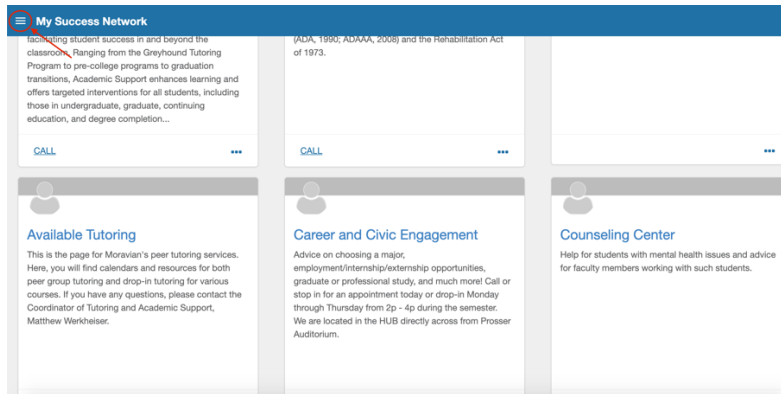 My Success Network
facilitating student success in and beyond the
classroom. Ranging from the Greyhound Tutoring
Program to pre-college programs to graduation
transitions, Academic Support enhances learning and
offers targeted interventions for all students, including
those in undergraduate, graduate, continuing
education, and degree completion...
CALL
(ADA, 1990; ADAAA, 2008) and the Rehabilitation Act
of 1973.
CALL
Available Tutoring
This is the page for Moravian's peer tutoring services.
Here, you will find calendars and resources for both
peer group tutoring and drop-in tutoring for various
courses. If you have any questions, please contact the
Coordinator of Tutoring and Academic Support,
Matthew Werkheiser.
Career and Civic Engagement
Advice on choosing a major,
employment/internship/externship opportunities,
graduate or professional study, and much more! Call or
stop in for an appointment today or drop-in Monday
through Thursday from 2p - 4p during the semester.
We are located in the HUB directly across from Prosser
Auditorium.
Counseling Center
Help for students with mental health issues and advice
for faculty members working with such students.